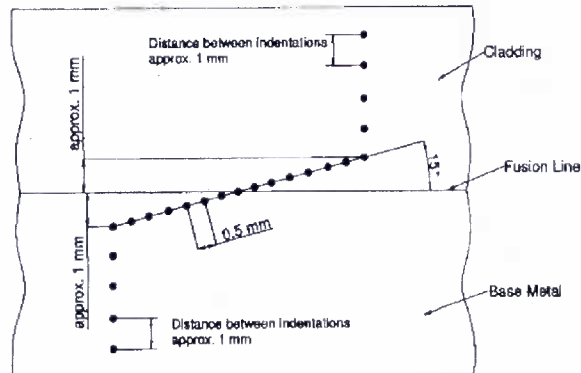 Distance between indentations
approx. 1 mm
Cladding
approx. 1 mm
15°
Fusion Line
0.5 mm
approx. 1 mm
Base Metal
Distance between indentations
approx. 1 mm